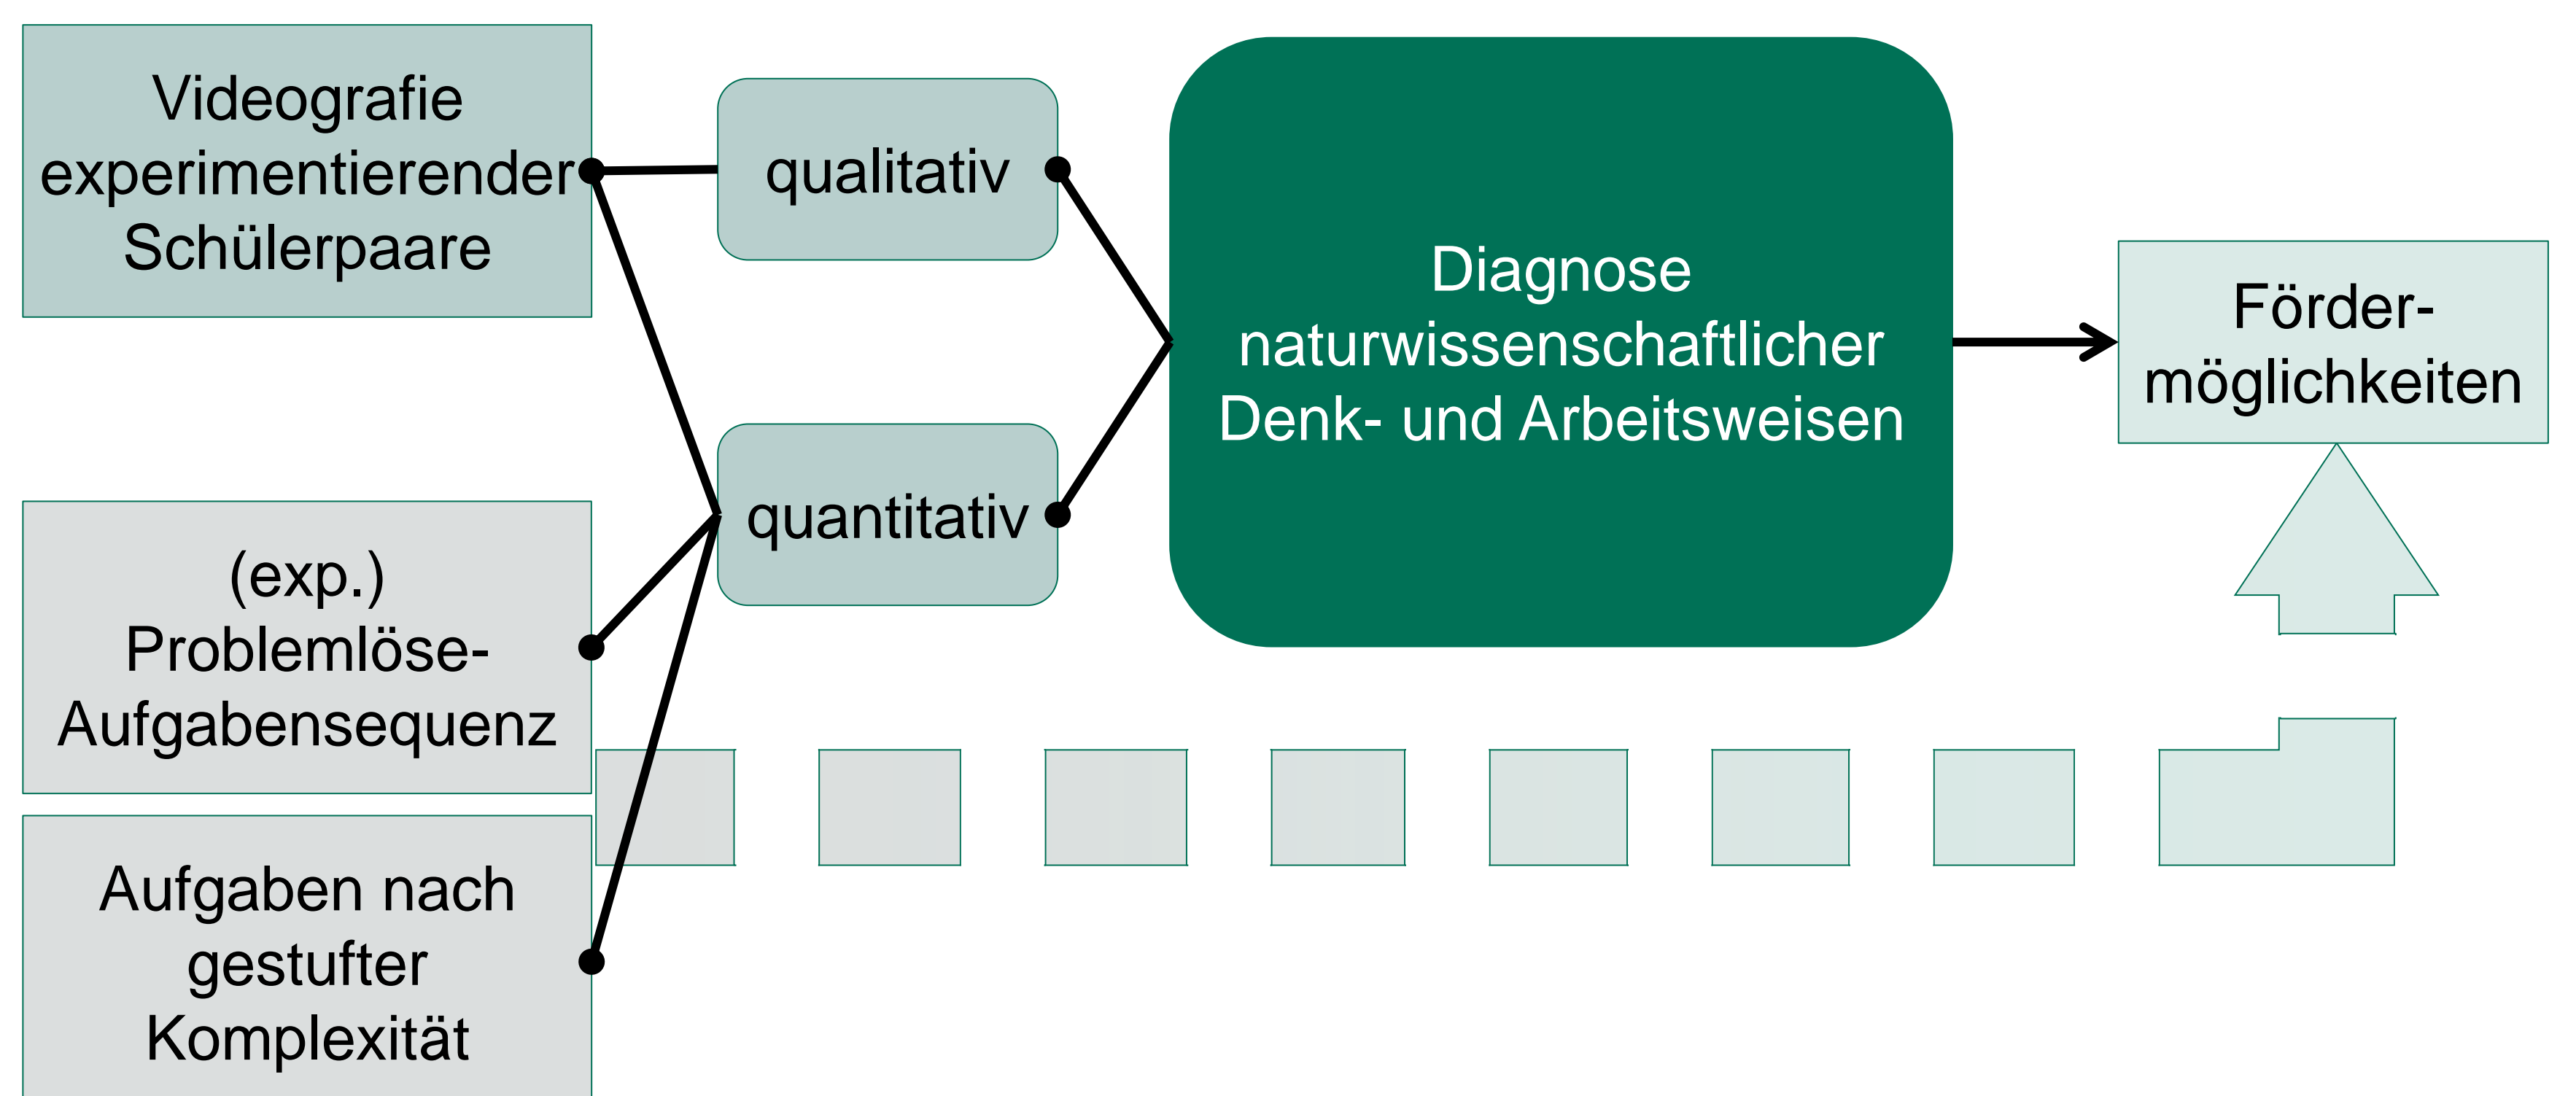 Videografie
experimentierender
Schülerpaare
qualitativ
quantitativ
(exp.)
Problemlöse-
Aufgabensequenz
Aufgaben nach
gestufter
Komplexität
Diagnose
naturwissenschaftlicher
Denk- und Arbeitsweisen
Förder-
möglichkeiten